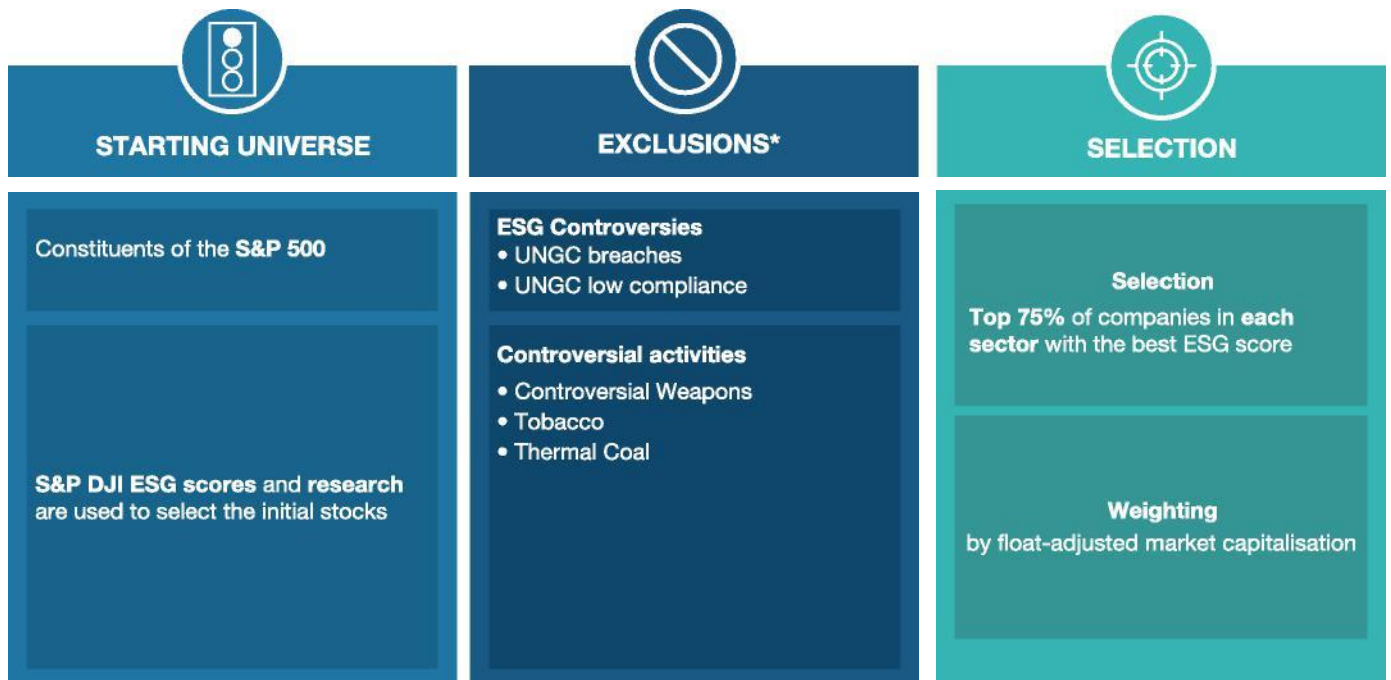 STARTING UNIVERSE
Constituents of the S&P 500
S&P DJI ESG scores and research
are used to select the initial stocks
EXCLUSIONS*
ESG Controversies
• UNGC breaches
• UNGC low compliance
Controversial activities
• Controversial Weapons
• Tobacco
• Thermal Coal
SELECTION
Selection
Top 75% of companies in each
sector with the best ESG score
Weighting
by float-adjusted market capitalisation